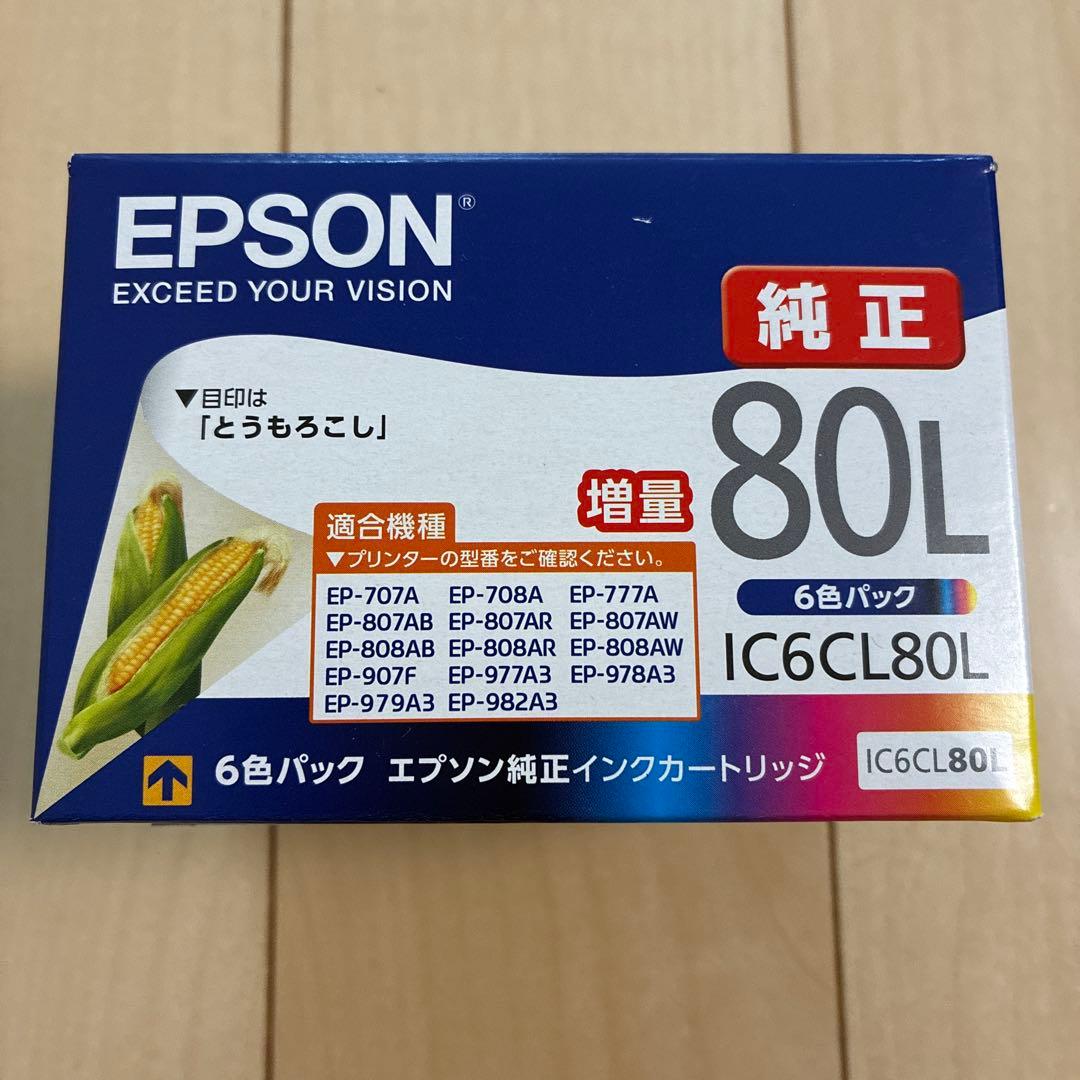 EPSON®
EXCEED YOUR VISION
純正
▼目印は
「とうもろこし」
増量
80L
6色パック
IC6CL80L
適合機種
▼プリンターの型番をご確認ください。
EP-707A EP-708A EP-777A
EP-807AB EP-807AR EP-807AW
EP-808AB EP-808AR EP-808AW
EP-907F EP-977A3 EP-978A3
EP-979A3 EP-982A3
6色パック エプソン純正インクカートリッジ
IC6CL80L